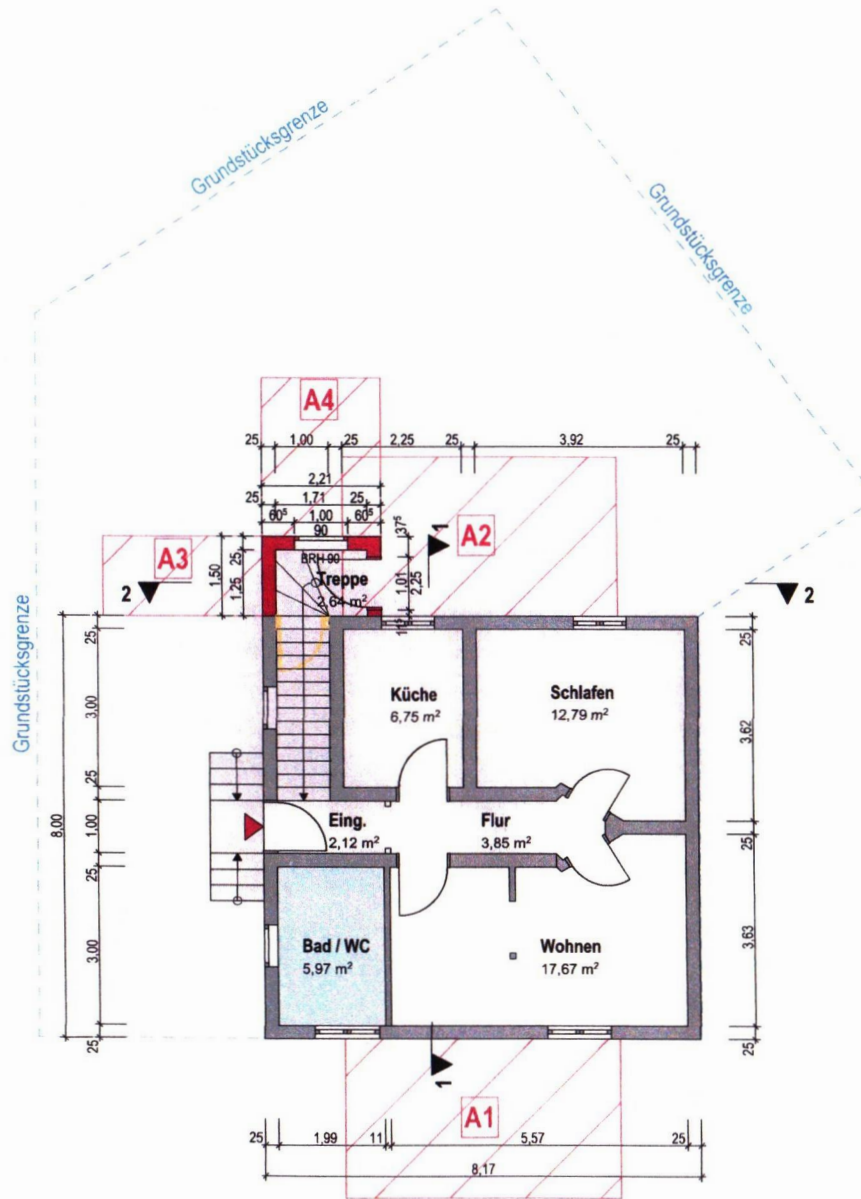 Grundstücksgrenze
Grundstücksgrenze
A4
25 1,00 25 2,25 25 3,92 25
2,21
25 1,71 25
60⁵ 1,00 60⁵
90
37⁵
1
A2
A3
1,50
25
1,25
BRH 90
Treppe
2,64 m²
1,01
2,25
2
2
11⁵
Grundstücksgrenze
25
3,00
25
1,00
25
3,00
25
8,00
Küche
6,75 m²
Schlafen
12,79 m²
25
3,62
25
3,63
25
Eing.
2,12 m²
Flur
3,85 m²
Bad / WC
5,97 m²
Wohnen
17,67 m²
1
A1
25 1,99 11 5,57 25
8,17